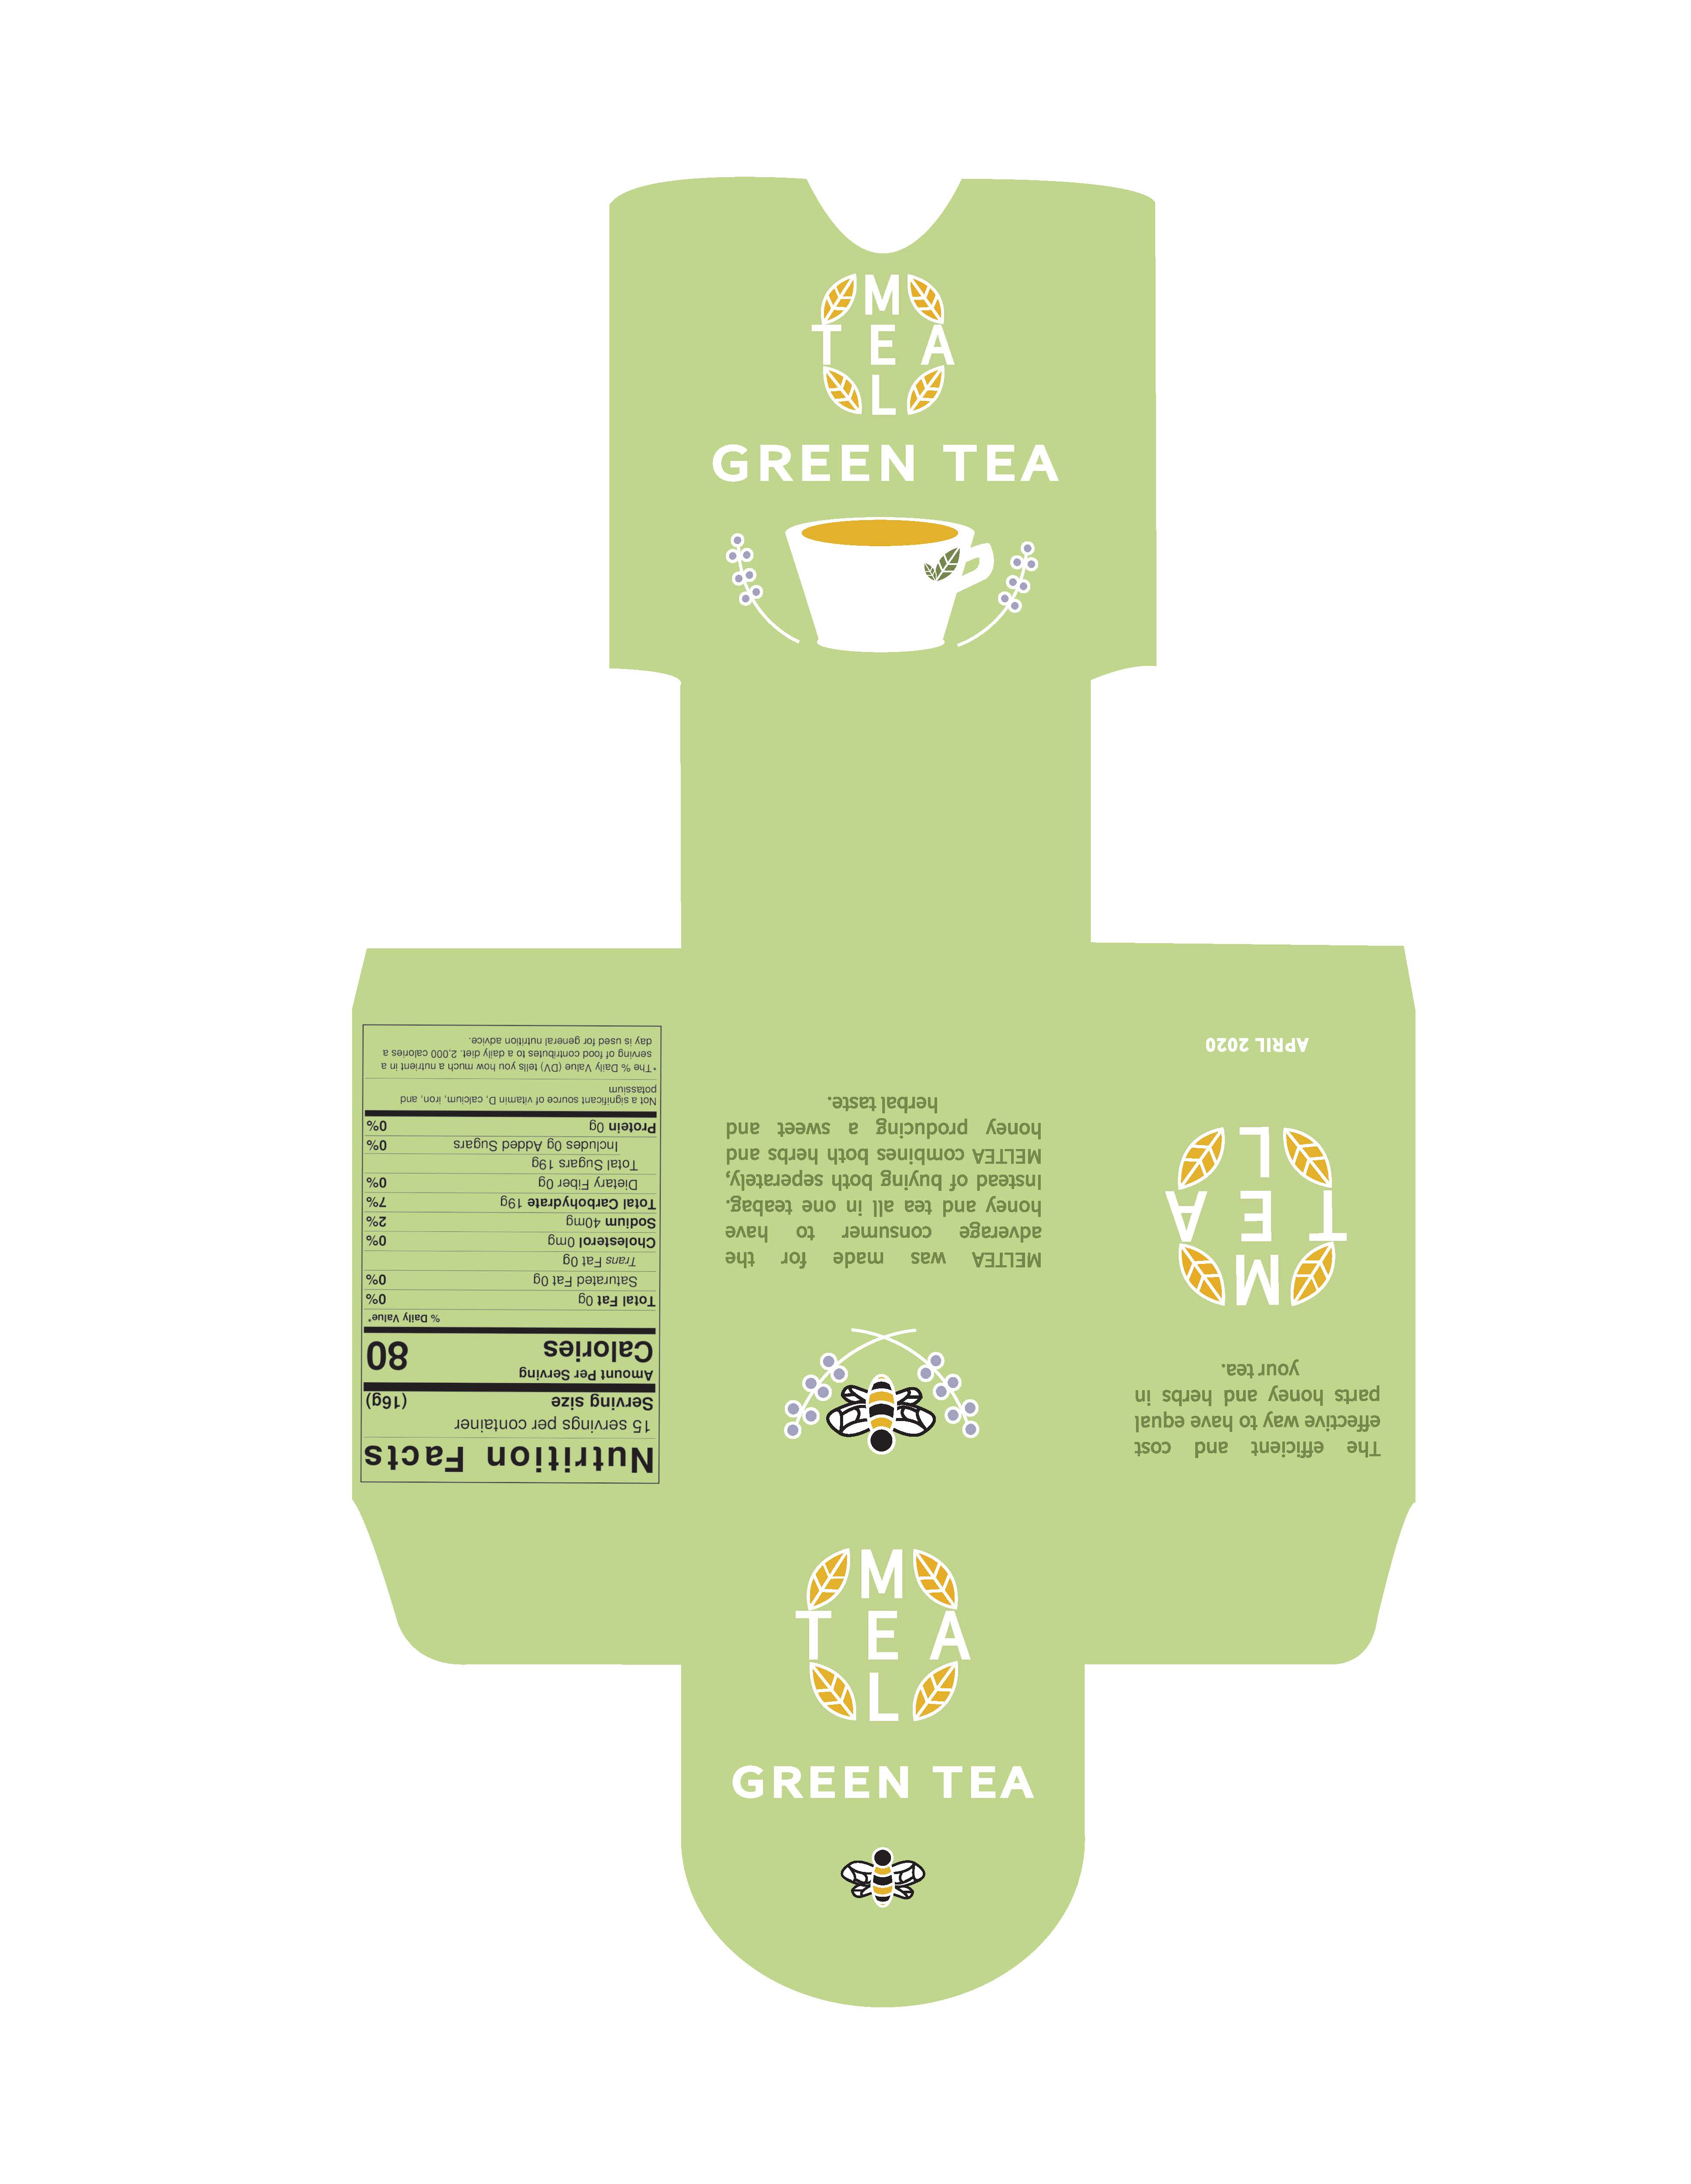 M
T E A
L
GREEN TEA
Nutrition Facts
15 servings per container
Serving size (16g)
Amount Per Serving
Calories 80
% Daily Value*
Total Fat 0g 0%
Saturated Fat 0g 0%
Trans Fat 0g
Cholesterol 0mg 0%
Sodium 40mg 2%
Total Carbohydrate 19g 7%
Dietary Fiber 0g 0%
Total Sugars 19g
Includes 0g Added Sugars 0%
Protein 0g 0%
Not a significant source of vitamin D, calcium, iron, and
potassium
*The % Daily Value (DV) tells you how much a nutrient in a
serving of food contributes to a daily diet. 2,000 calories a
day is used for general nutrition advice.
MELTEA was made for the
adverage consumer to have
honey and tea all in one teabag.
Instead of buying both seperately,
MELTEA combines both herbs and
honey producing a sweet and
herbal taste.
The efficient and cost
effective way to have equal
parts honey and herbs in
your tea.
M
T E A
L
APRIL 2020
M
T E A
L
GREEN TEA